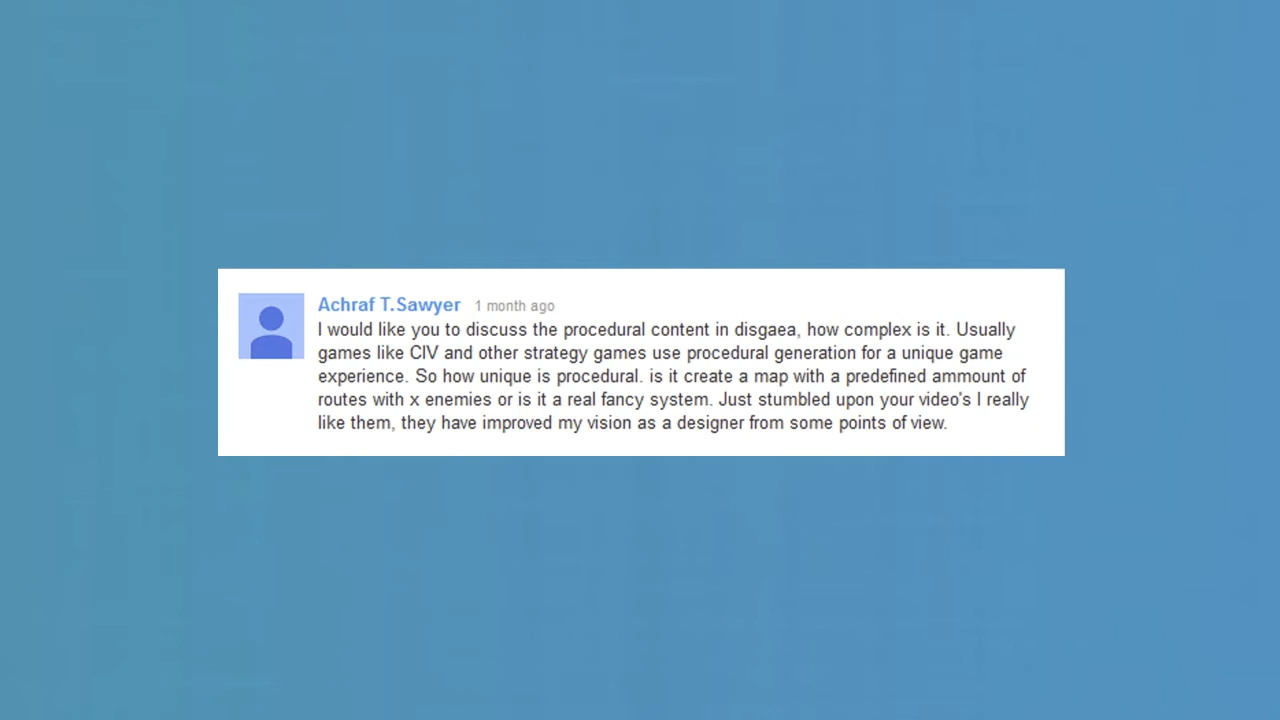 Achraf T.Sawyer 1 month ago
I would like you to discuss the procedural content in disgaea, how complex is it. Usually
games like CIV and other strategy games use procedural generation for a unique game
experience. So how unique is procedural. is it create a map with a predefined ammount of
routes with x enemies or is it a real fancy system. Just stumbled upon your video's I really
like them, they have improved my vision as a designer from some points of view.